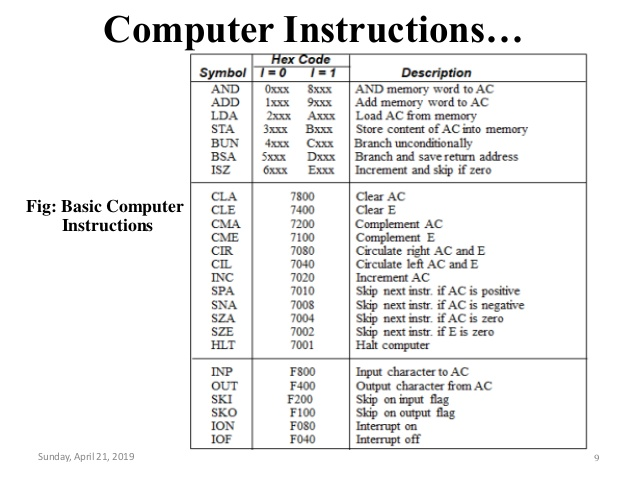 Computer Instructions…
Hex Code
Symbol I = 0 I = 1 Description
AND 0xxx 8xxx AND memory word to AC
ADD 1xxx 9xxx Add memory word to AC
LDA 2xxx Axxx Load AC from memory
STA 3xxx Bxxx Store content of AC into memory
BUN 4xxx Cxxx Branch unconditionally
BSA 5xxx Dxxx Branch and save return address
ISZ 6xxx Exxx Increment and skip if zero
CLA 7800 Clear AC
CLE 7400 Clear E
CMA 7200 Complement AC
CME 7100 Complement E
CIR 7080 Circulate right AC and E
CIL 7040 Circulate left AC and E
INC 7020 Increment AC
SPA 7010 Skip next instr. if AC is positive
SNA 7008 Skip next instr. if AC is negative
SZA 7004 Skip next instr. if AC is zero
SZE 7002 Skip next instr. if E is zero
HLT 7001 Halt computer
INP F800 Input character to AC
OUT F400 Output character from AC
SKI F200 Skip on input flag
SKO F100 Skip on output flag
ION F080 Interrupt on
IOF F040 Interrupt off
Fig: Basic Computer
Instructions
Sunday, April 21, 2019
9